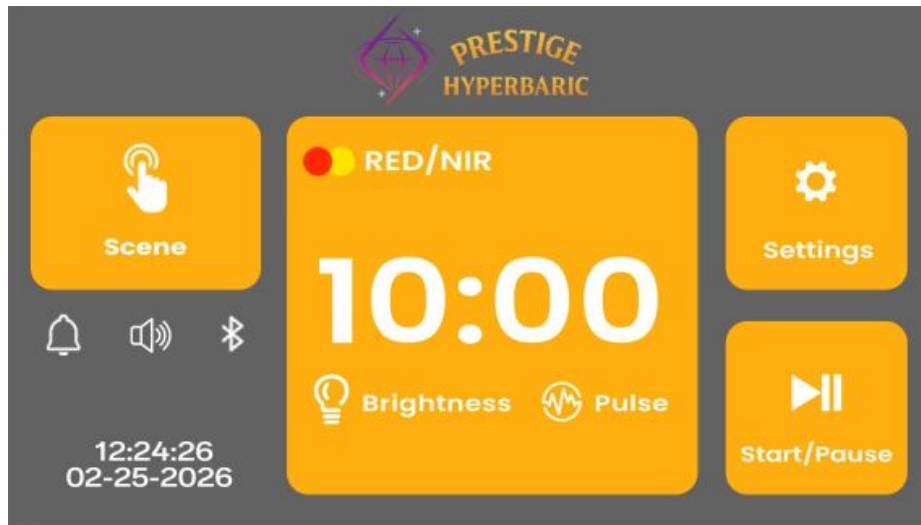 PRESTIGE
HYPERBARIC
Scene
RED/NIR
10:00
Brightness
Pulse
Settings
Start/Pause
12:24:26
02-25-2026